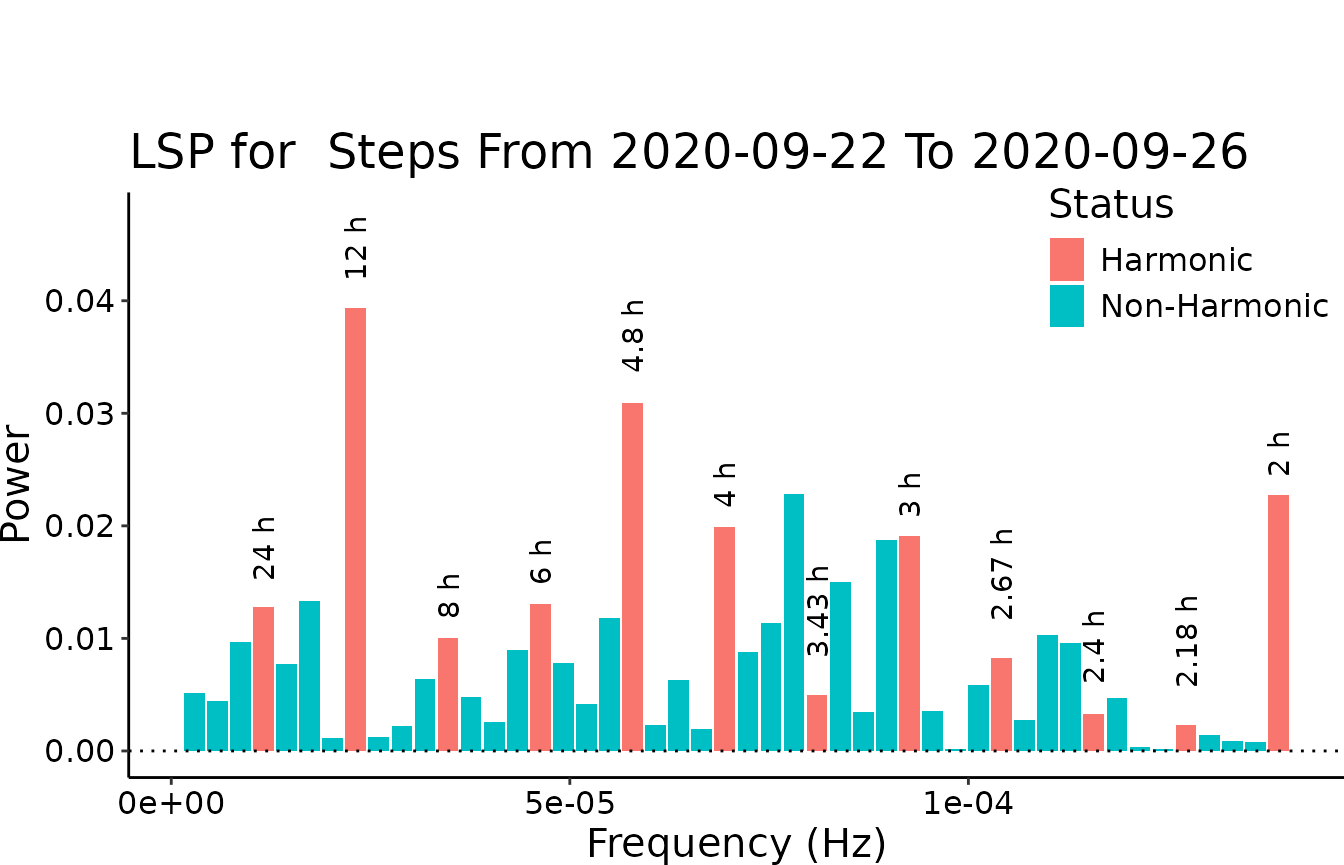 LSP for  Steps From 2020-09-22 To 2020-09-26
Status
Harmonic
Non-Harmonic
Power
0.04
0.03
0.02
0.01
0.00
24 h
12 h
8 h
6 h
4.8 h
4 h
3.43 h
3 h
2.67 h
2.4 h
2.18 h
2 h
0e+00
5e-05
1e-04
Frequency (Hz)